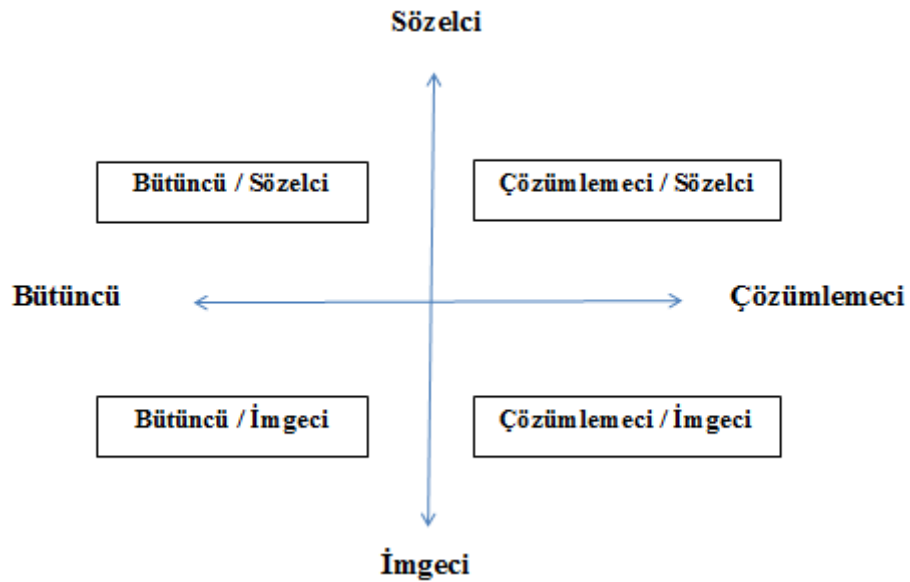 Sözelci
Bütüncü / Sözelci
Çözümlemeci / Sözelci
Bütüncü
Çözümlemeci
Bütüncü / İmgeci
Çözümlemeci / İmgeci
İmgeci